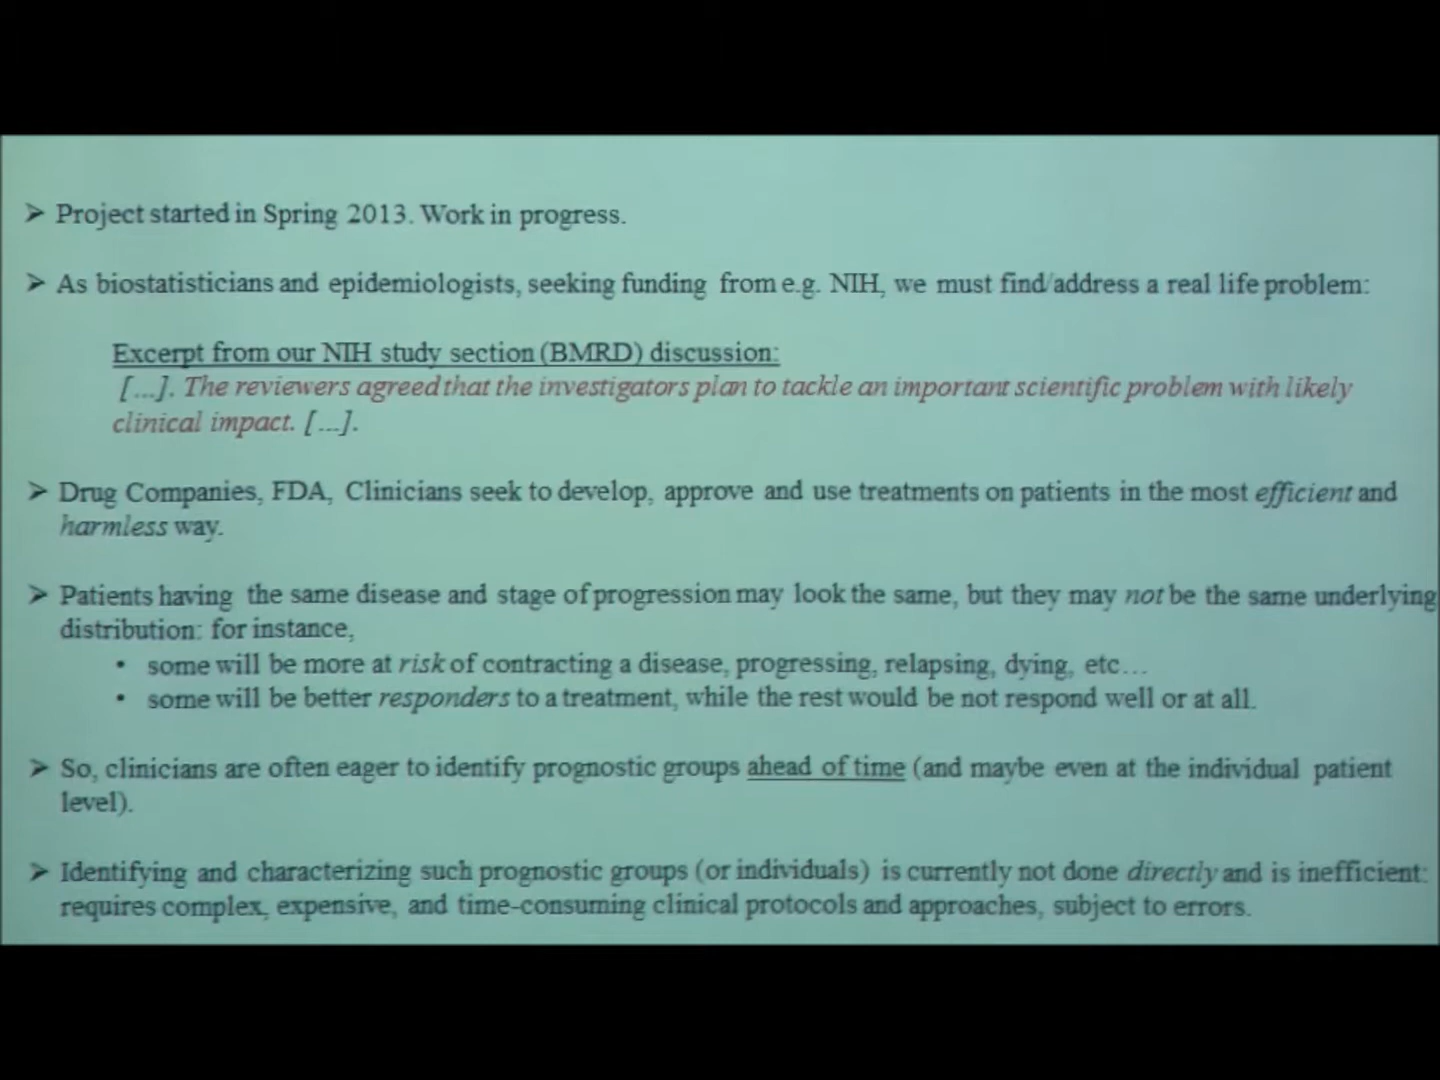 ➢ Project started in Spring 2013. Work in progress.
➢ As biostatisticians and epidemiologists, seeking funding from e.g. NIH, we must find/address a real life problem:
Excerpt from our NIH study section (BMRD) discussion:
[...]. The reviewers agreed that the investigators plan to tackle an important scientific problem with likely
clinical impact. [...].
➢ Drug Companies, FDA, Clinicians seek to develop, approve and use treatments on patients in the most efficient and
harmless way.
➢ Patients having the same disease and stage of progression may look the same, but they may not be the same underlying
distribution: for instance,
• some will be more at risk of contracting a disease, progressing, relapsing, dying, etc...
• some will be better responders to a treatment, while the rest would be not respond well or at all.
➢ So, clinicians are often eager to identify prognostic groups ahead of time (and maybe even at the individual patient
level).
➢ Identifying and characterizing such prognostic groups (or individuals) is currently not done directly and is inefficient:
requires complex, expensive, and time-consuming clinical protocols and approaches, subject to errors.